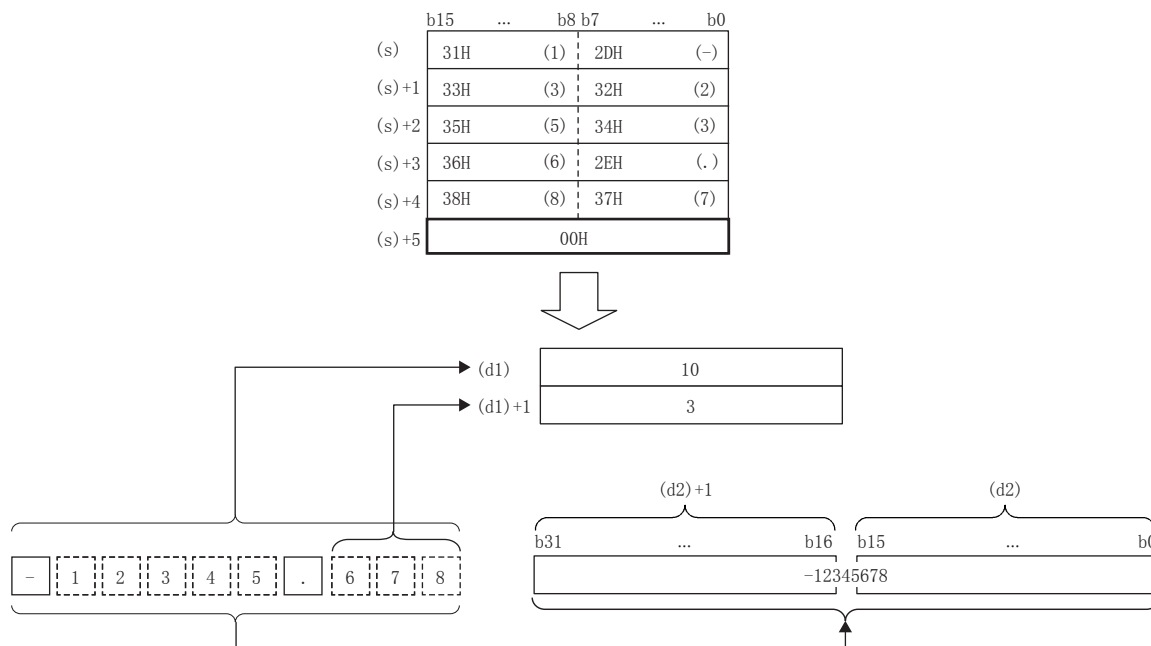 b15 ... b8 b7 ... b0
(s) 31H (1) 2DH (-)
(s)+1 33H (3) 32H (2)
(s)+2 35H (5) 34H (3)
(s)+3 36H (6) 2EH (.)
(s)+4 38H (8) 37H (7)
(s)+5 00H
(d1) 10
(d1)+1 3
(d2)+1 (d2)
b31 ... b16 b15 ... b0
- 1 2 3 4 5 . 6 7 8
-12345678